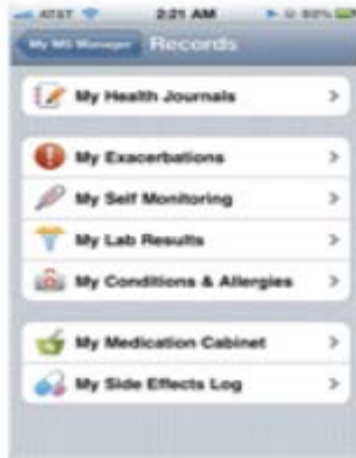 AT&T 2:21 AM 80%
My MS Manager Records
My Health Journals
My Exacerbations
My Self Monitoring
My Lab Results
My Conditions & Allergies
My Medication Cabinet
My Side Effects Log